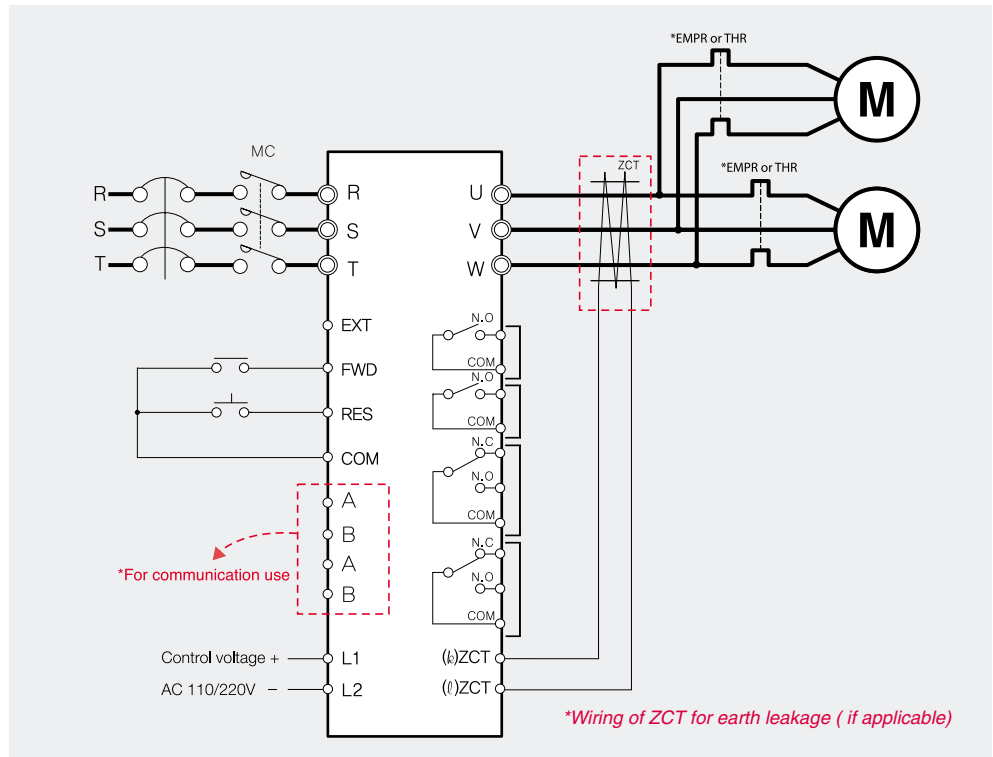 *EMPR or THR
M
MC
ZCT
*EMPR or THR
R
R
U
M
S
S
V
T
T
W
EXT
N.O
FWD
COM
N.O
RES
COM
N.C
COM
N.O
A
COM
B
N.C
*For communication use
A
N.O
B
COM
Control voltage +
L1
(k)ZCT
AC 110/220V −
L2
(ℓ)ZCT
*Wiring of ZCT for earth leakage ( if applicable)